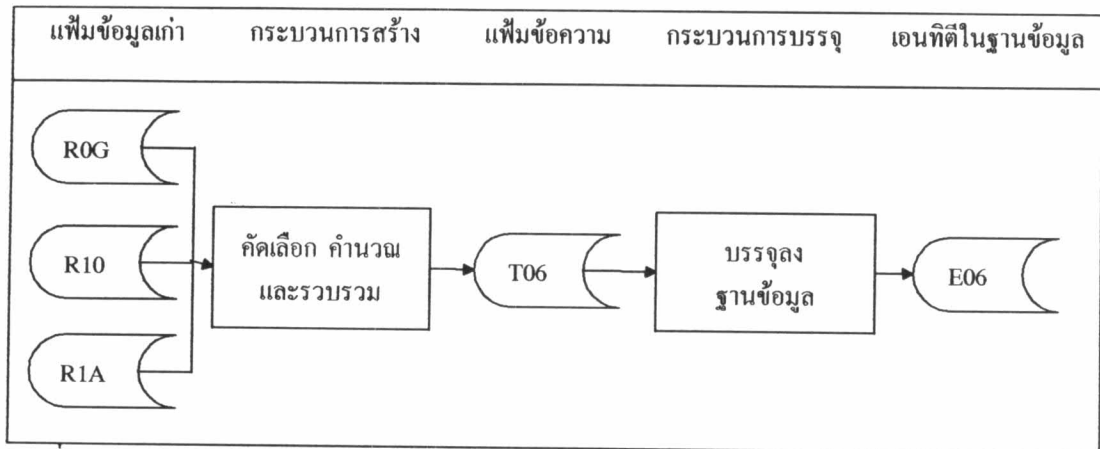 แฟ้มข้อมูลเก่า กระบวนการสร้าง แฟ้มข้อความ กระบวนการบรรจุ เอนทิตีในฐานข้อมูล
R0G
R10
R1A
คัดเลือก คำนวณ
และรวบรวม
T06
บรรจุลง
ฐานข้อมูล
E06